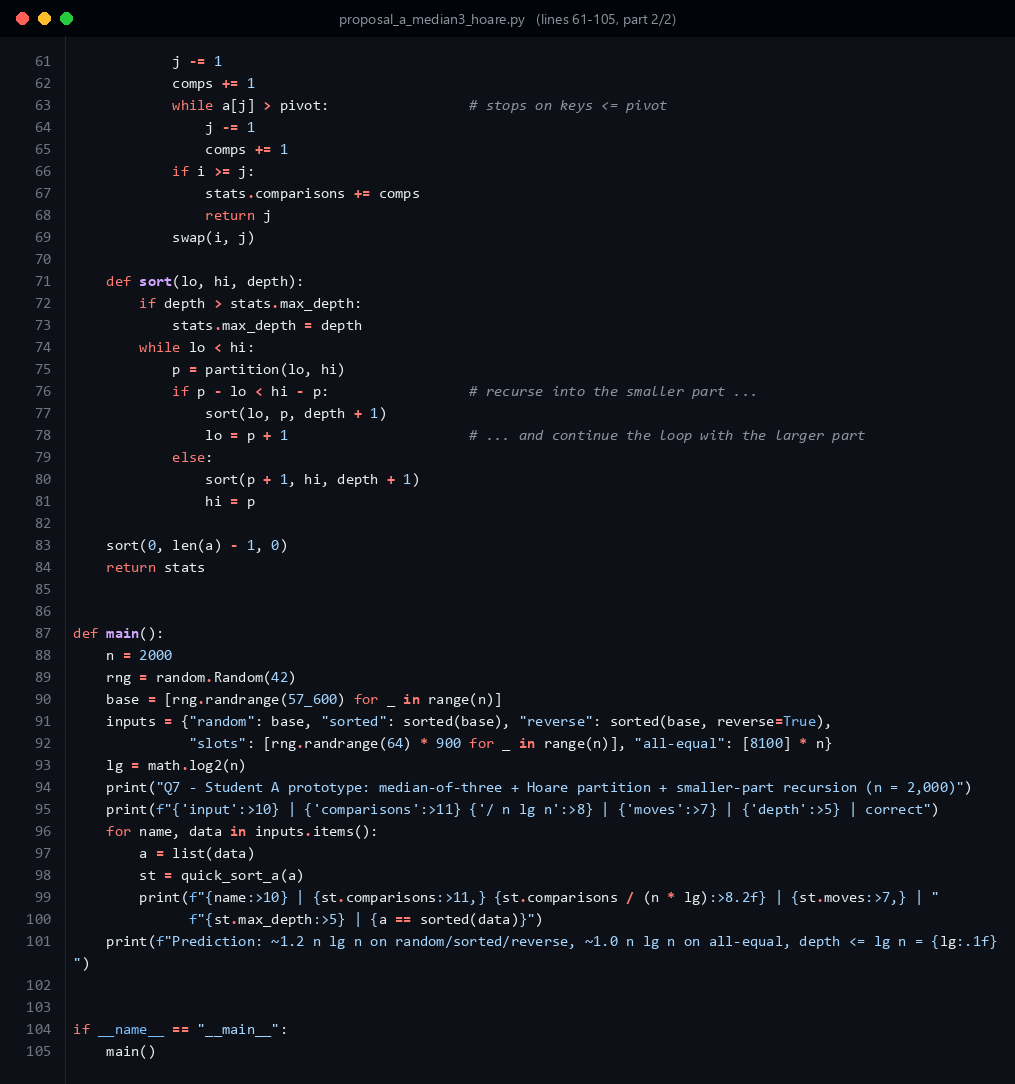 proposal_a_median3_hoare.py (lines 61-105, part 2/2)
61 j -= 1
62 comps += 1
63 while a[j] > pivot: # stops on keys <= pivot
64 j -= 1
65 comps += 1
66 if i >= j:
67 stats.comparisons += comps
68 return j
69 swap(i, j)
70
71 def sort(lo, hi, depth):
72 if depth > stats.max_depth:
73 stats.max_depth = depth
74 while lo < hi:
75 p = partition(lo, hi)
76 if p - lo < hi - p: # recurse into the smaller part ...
77 sort(lo, p, depth + 1)
78 lo = p + 1 # ... and continue the loop with the larger part
79 else:
80 sort(p + 1, hi, depth + 1)
81 hi = p
82
83 sort(0, len(a) - 1, 0)
84 return stats
85
86
87 def main():
88 n = 2000
89 rng = random.Random(42)
90 base = [rng.randrange(57_600) for _ in range(n)]
91 inputs = {"random": base, "sorted": sorted(base), "reverse": sorted(base, reverse=True),
92 "slots": [rng.randrange(64) * 900 for _ in range(n)], "all-equal": [8100] * n}
93 lg = math.log2(n)
94 print("Q7 - Student A prototype: median-of-three + Hoare partition + smaller-part recursion (n = 2,000)")
95 print(f"{'input':>10} | {'comparisons':>11} {'/ n lg n':>8} | {'moves':>7} | {'depth':>5} | correct")
96 for name, data in inputs.items():
97 a = list(data)
98 st = quick_sort_a(a)
99 print(f"{name:>10} | {st.comparisons:>11,} {st.comparisons / (n * lg):>8.2f} | {st.moves:>7,} | "
100 f"{st.max_depth:>5} | {a == sorted(data)}")
101 print(f"Prediction: ~1.2 n lg n on random/sorted/reverse, ~1.0 n lg n on all-equal, depth <= lg n = {lg:.1f}
")
102
103
104 if __name__ == "__main__":
105 main()